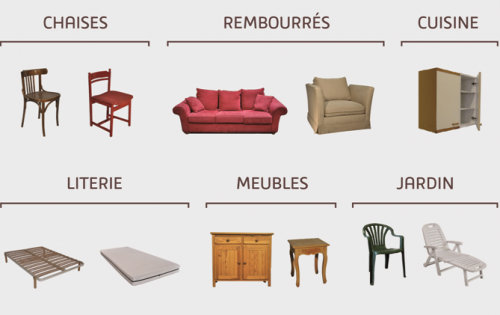 CHAISES
REMBOURRÉS
CUISINE
LITERIE
MEUBLES
JARDIN